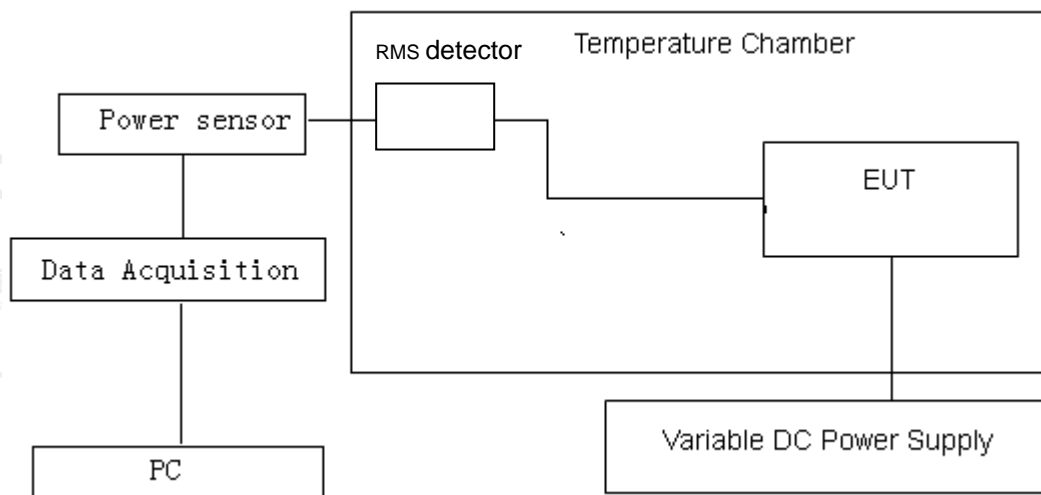 Temperature Chamber
RMS detector
Power sensor
EUT
Data Acquisition
Variable DC Power Supply
PC